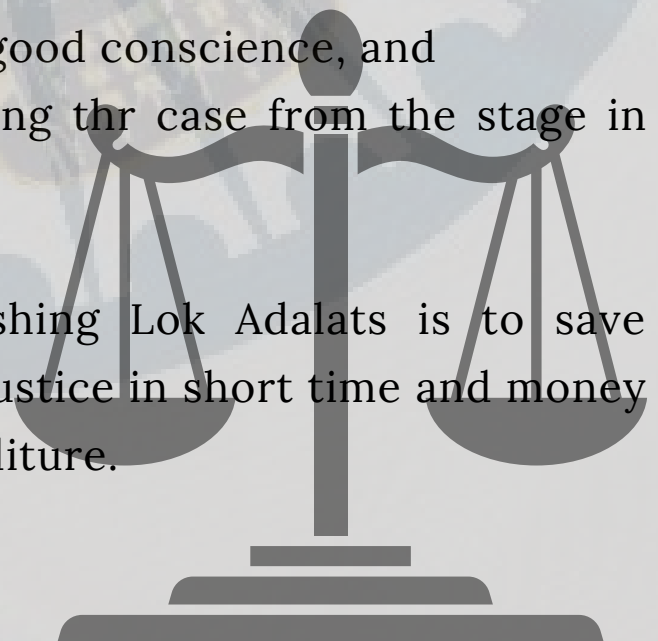 good conscience, and
ng thr case from the stage in
shing Lok Adalats is to save
ustice in short time and money
diture.